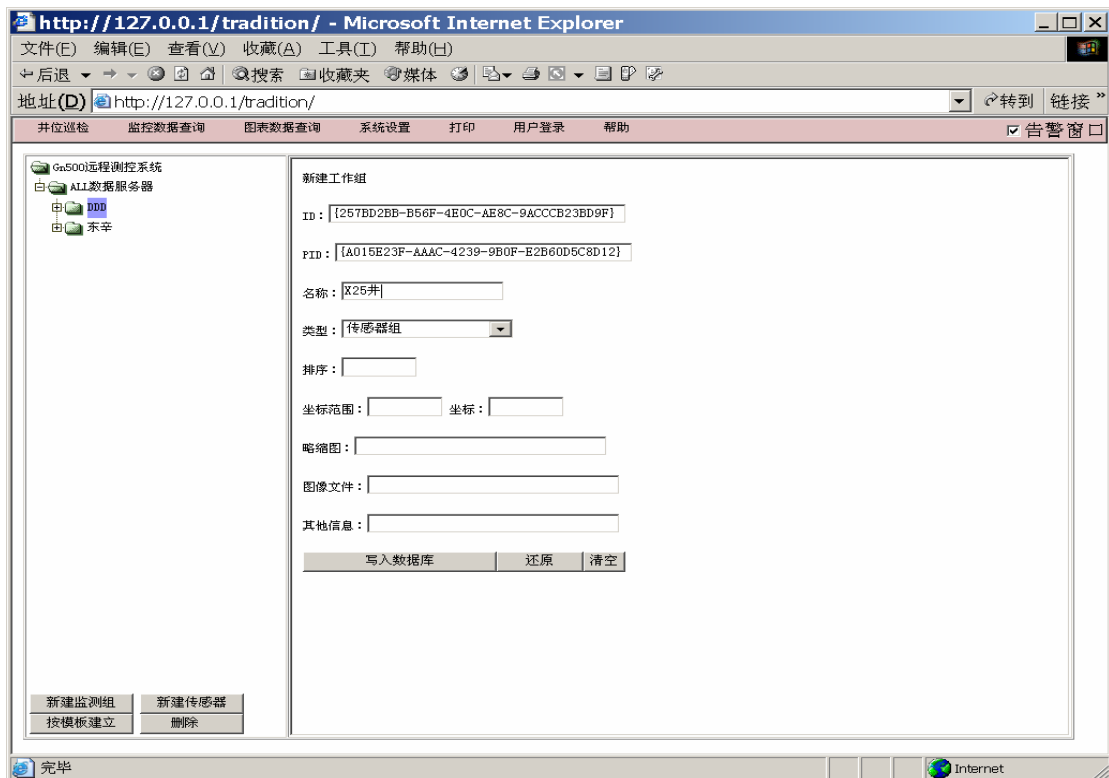 http://127.0.0.1/tradition/ - Microsoft Internet Explorer
文件(F) 编辑(E) 查看(V) 收藏(A) 工具(T) 帮助(H)
后退 搜索 收藏夹 媒体
地址(D) http://127.0.0.1/tradition/ 转到 链接 »
井位巡检 监控数据查询 图表数据查询 系统设置 打印 用户登录 帮助 告警窗口
Gn500远程测控系统
ALL数据服务器
DDD
东辛
新建工作组
ID：{257BD2BB-B56F-4E0C-AE8C-9ACCCB23BD9F}
PID：{A015E23F-AAAC-4239-9B0F-E2B60D5C8D12}
名称：X25井
类型：传感器组
排序：
坐标范围： 坐标：
略缩图：
图像文件：
其他信息：
写入数据库 还原 清空
新建监测组 新建传感器
按模板建立 删除
完毕 Internet